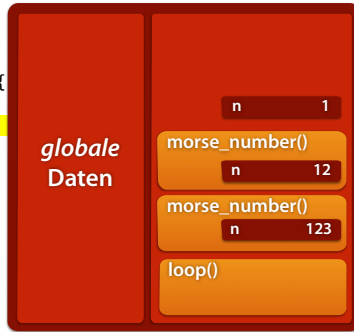 {
globale
Daten
n 1
morse_number()
n 12
morse_number()
n 123
loop()